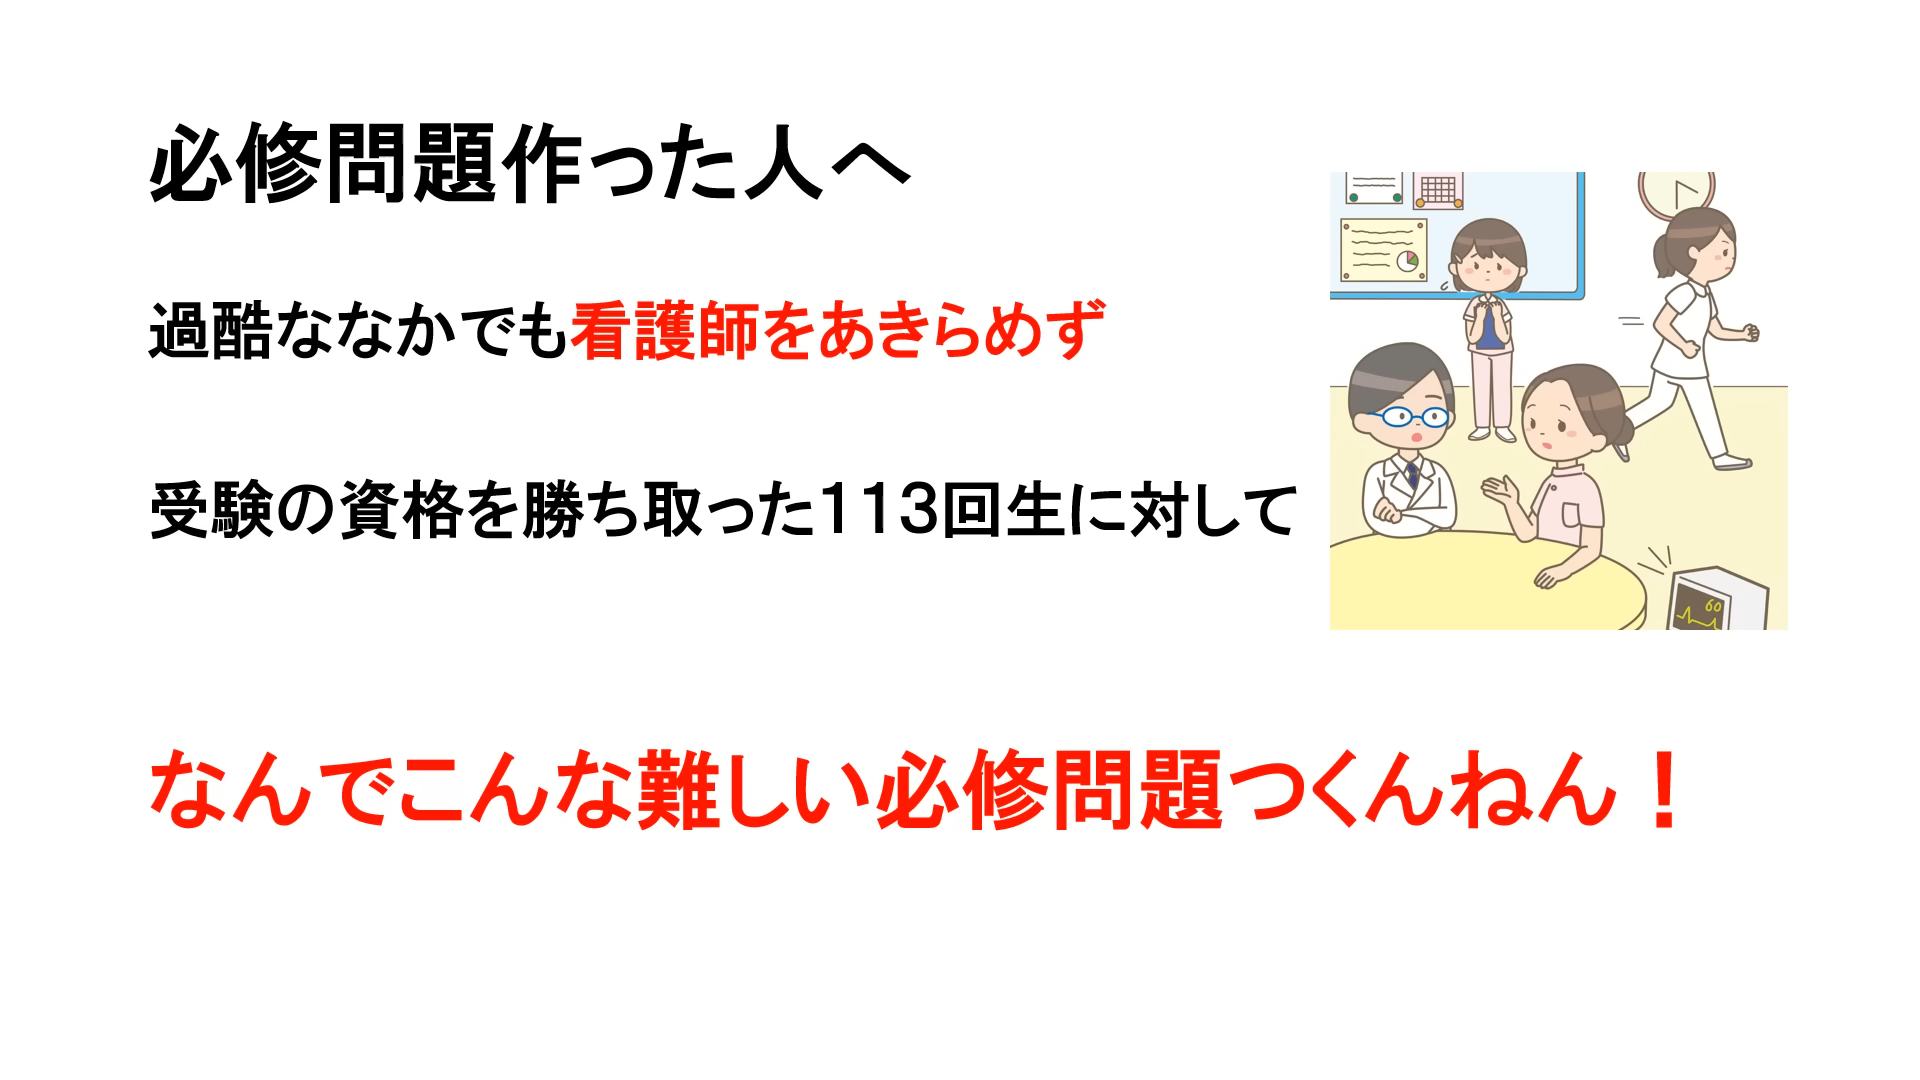 必修問題作った人へ
過酷ななかでも看護師をあきらめず
受験の資格を勝ち取った113回生に対して
60
なんでこんな難しい必修問題つくんねん！